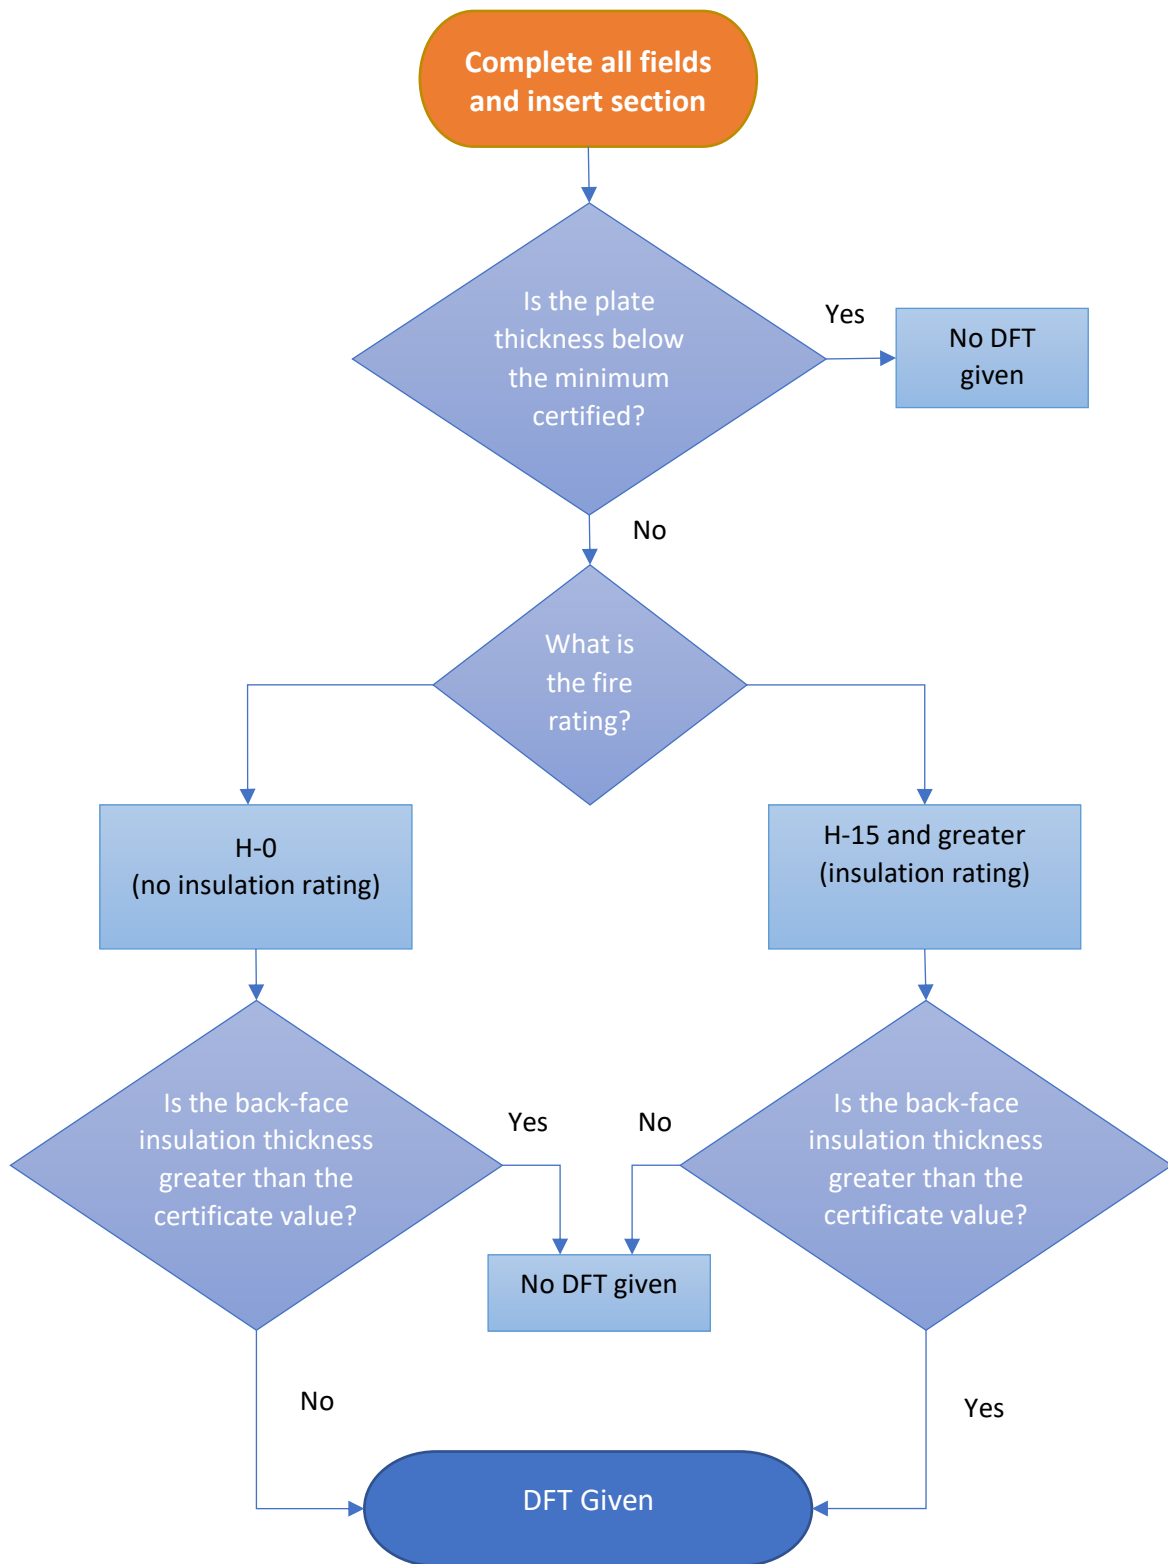 Complete all fields
and insert section
Is the plate
thickness below
the minimum
certified?
Yes
No DFT
given
No
What is
the fire
rating?
H-0
(no insulation rating)
H-15 and greater
(insulation rating)
Is the back-face
insulation thickness
greater than the
certificate value?
Yes
No
Is the back-face
insulation thickness
greater than the
certificate value?
No DFT given
No
Yes
DFT Given